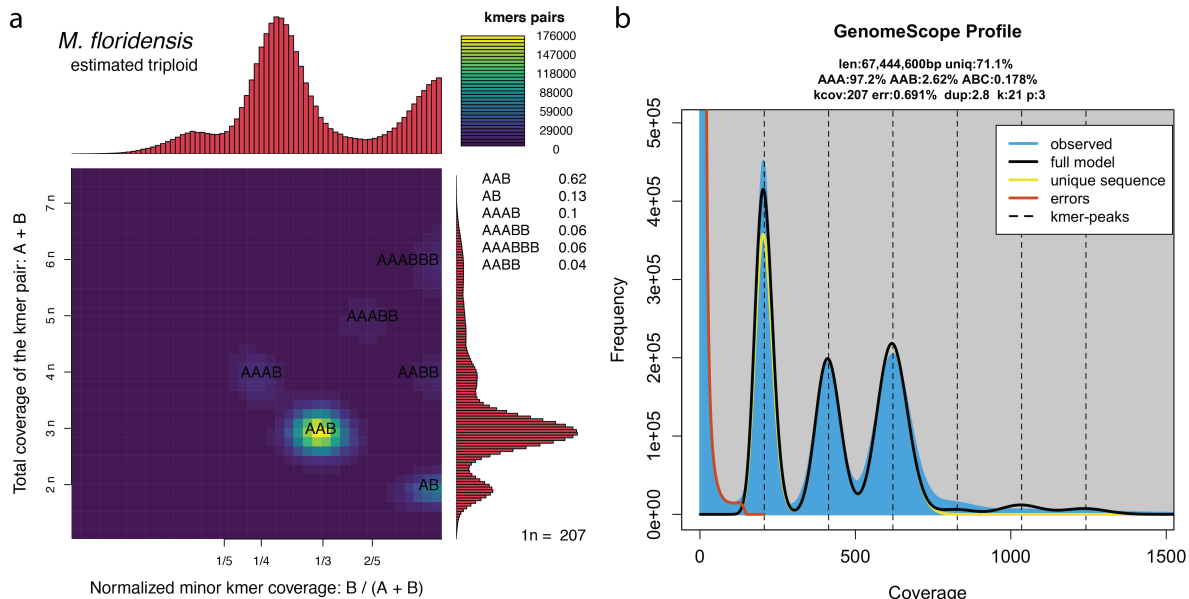 a
M. floridensis
estimated triploid
kmers pairs
176000
147000
118000
88000
59000
29000
0
AAB 0.62
AB 0.13
AAAB 0.1
AAABB 0.06
AAABBB 0.06
AABB 0.04
Total coverage of the kmer pair: A + B
7 n
6 n
5 n
4 n
3 n
2 n
AAABBB
AAABB
AAAB
AABB
AAB
AB
1n = 207
1/5
1/4
1/3
2/5
Normalized minor kmer coverage: B / (A + B)
b
GenomeScope Profile
len:67,444,600bp uniq:71.1%
AAA:97.2% AAB:2.62% ABC:0.178%
kcov:207 err:0.691% dup:2.8 k:21 p:3
observed
full model
unique sequence
errors
kmer-peaks
Frequency
5e+05
4e+05
3e+05
2e+05
1e+05
0e+00
0
500
1000
1500
Coverage